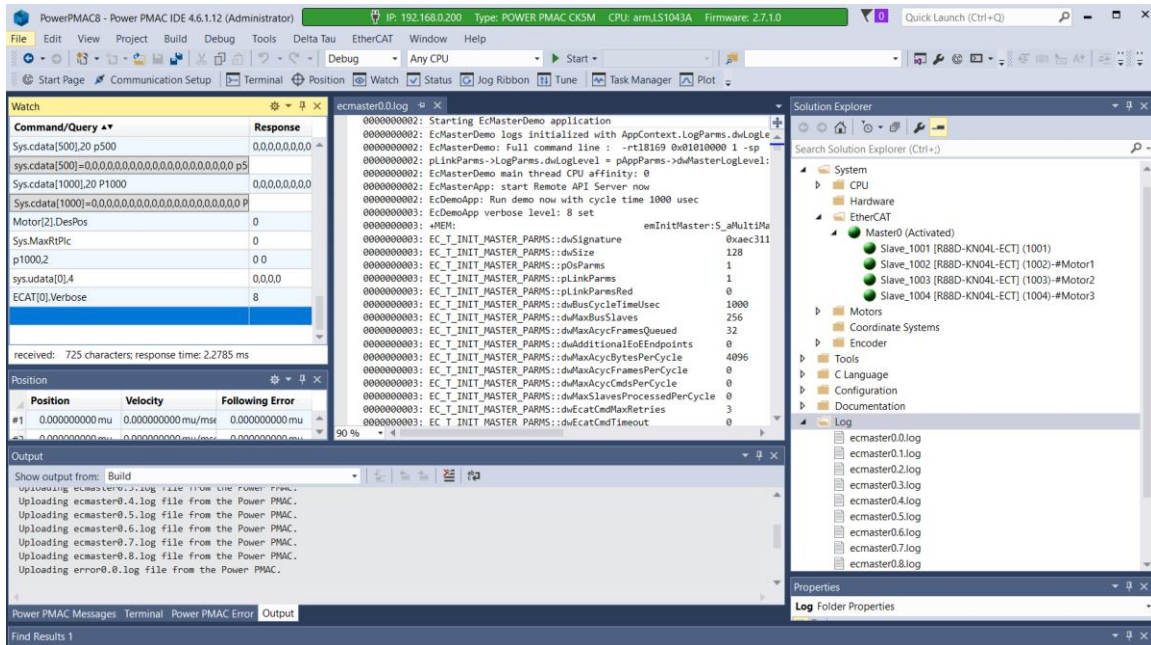 PowerPMAC8 - Power PMAC IDE 4.6.1.12 (Administrator)
IP: 192.168.0.200 Type: POWER PMAC CK5M CPU: arm,LS1043A Firmware: 2.7.1.0
0
Quick Launch (Ctrl+Q)
File Edit View Project Build Debug Tools Delta Tau EtherCAT Window Help
Debug Any CPU Start
Start Page Communication Setup Terminal Position Watch Status Jog Ribbon Tune Task Manager Plot
Watch
Command/Query Response
Sys.cdata[500],20 p500 0,0,0,0,0,0,0,0
Sys.cdata[1000],20 P1000 0,0,0,0,0,0,0,0
Motor[2].DesPos 0
Sys.MaxRtPlc 0
p1000,2 0 0
sys.udata[0],4 0,0,0,0
ECAT[0].Verbose 8
received: 725 characters; response time: 2.2785 ms
Position
Position Velocity Following Error
#1 0.000000000 mu 0.000000000 mu/mse 0.000000000 mu
ecmaster0.0.log
0000000002: Starting EcMasterDemo application
0000000002: EcMasterDemo logs initialized with AppContext.LogParms.dwLogLe
0000000002: EcMasterDemo: Full command line : -rt18169 0x01010000 1 -sp
0000000002: pLinkParms->LogParms.dwLogLevel = pAppParms->dwMasterLogLevel:
0000000002: EcMasterDemo main thread CPU affinity: 0
0000000002: EcMasterApp: start Remote API Server now
0000000002: EcDemoApp: Run demo now with cycle time 1000 usec
0000000003: EcDemoApp verbose level: 8 set
0000000003: +MEM: emInitMaster:S_aMultiMa
0000000003: EC_T_INIT_MASTER_PARMS::dwSignature 0xaec311
0000000003: EC_T_INIT_MASTER_PARMS::dwSize 128
0000000003: EC_T_INIT_MASTER_PARMS::pOsParms 1
0000000003: EC_T_INIT_MASTER_PARMS::pLinkParms 1
0000000003: EC_T_INIT_MASTER_PARMS::pLinkParmsRed 0
0000000003: EC_T_INIT_MASTER_PARMS::dwBusCycleTimeUsec 1000
0000000003: EC_T_INIT_MASTER_PARMS::dwMaxBusSlaves 256
0000000003: EC_T_INIT_MASTER_PARMS::dwMaxAcycFramesQueued 32
0000000003: EC_T_INIT_MASTER_PARMS::dwAdditionalEoEEndpoints 0
0000000003: EC_T_INIT_MASTER_PARMS::dwMaxAcycBytesPerCycle 4096
0000000003: EC_T_INIT_MASTER_PARMS::dwMaxAcycFramesPerCycle 0
0000000003: EC_T_INIT_MASTER_PARMS::dwMaxAcycCmdsPerCycle 0
0000000003: EC_T_INIT_MASTER_PARMS::dwMaxSlavesProcessedPerCycle 0
0000000003: EC_T_INIT_MASTER_PARMS::dwEcatCmdMaxRetries 3
0000000003: EC_T_INIT_MASTER_PARMS::dwEcatCmdTimeout 0
90 %
Output
Show output from: Build
Uploading ecmaster0.3.log file from the Power PMAC.
Uploading ecmaster0.4.log file from the Power PMAC.
Uploading ecmaster0.5.log file from the Power PMAC.
Uploading ecmaster0.6.log file from the Power PMAC.
Uploading ecmaster0.7.log file from the Power PMAC.
Uploading ecmaster0.8.log file from the Power PMAC.
Uploading error0.0.log file from the Power PMAC.
Power PMAC Messages Terminal Power PMAC Error Output
Find Results 1
Solution Explorer
Search Solution Explorer (Ctrl+;)
System
CPU
Hardware
EtherCAT
Master0 (Activated)
Slave_1001 [R88D-KN04L-ECT] (1001)
Slave_1002 [R88D-KN04L-ECT] (1002)-#Motor1
Slave_1003 [R88D-KN04L-ECT] (1003)-#Motor2
Slave_1004 [R88D-KN04L-ECT] (1004)-#Motor3
Motors
Coordinate Systems
Encoder
Tools
C Language
Configuration
Documentation
Log
ecmaster0.0.log
ecmaster0.1.log
ecmaster0.2.log
ecmaster0.3.log
ecmaster0.4.log
ecmaster0.5.log
ecmaster0.6.log
ecmaster0.7.log
ecmaster0.8.log
Properties
Log Folder Properties